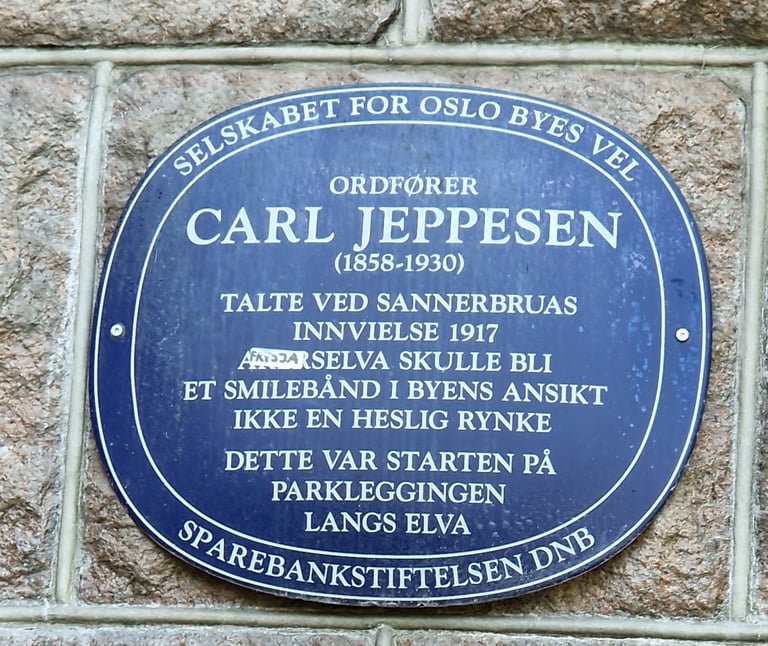 SELSKABET FOR OSLO BYES VEL
ORDFØRER
CARL JEPPESEN
(1858-1930)
TALTE VED SANNERBRUAS
INNVIELSE 1917
SKULLE BLI
ET SMILEBÅND I BYENS ANSIKT
IKKE EN HESLIG RYNKE
DETTE VAR STARTEN PÅ
PARKLEGGINGEN
LANGS ELVA
SPAREBANKSTIFTELSEN DNB